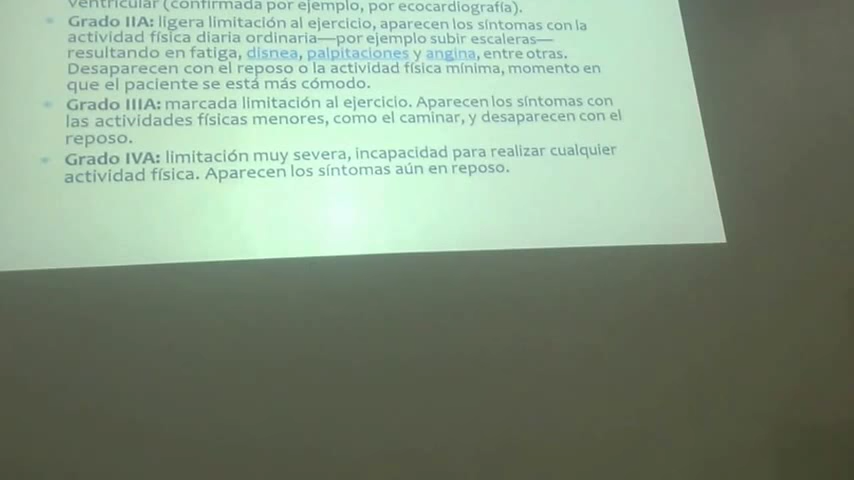 ventricular (confirmada por ejemplo, por ecocardiografía).
Grado IIA: ligera limitación al ejercicio, aparecen los síntomas con la
actividad física diaria ordinaria—por ejemplo subir escaleras—
resultando en fatiga, disnea, palpitaciones y angina, entre otras.
Desaparecen con el reposo o la actividad física mínima, momento en
que el paciente se está más cómodo.
Grado IIIA: marcada limitación al ejercicio. Aparecen los síntomas con
las actividades físicas menores, como el caminar, y desaparecen con el
reposo.
Grado IVA: limitación muy severa, incapacidad para realizar cualquier
actividad física. Aparecen los síntomas aún en reposo.